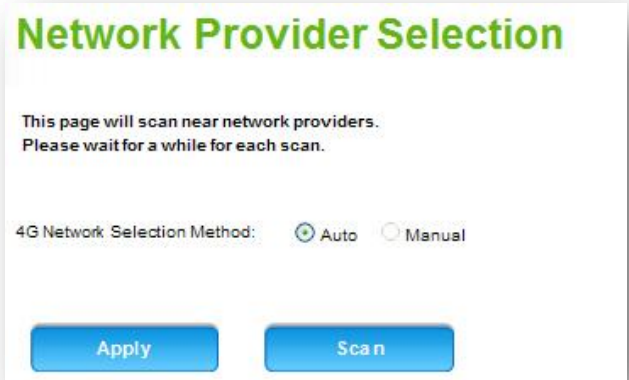 Network Provider Selection
This page will scan near network providers.
Please wait for a while for each scan.
4G Network Selection Method: Auto Manual
Apply Scan